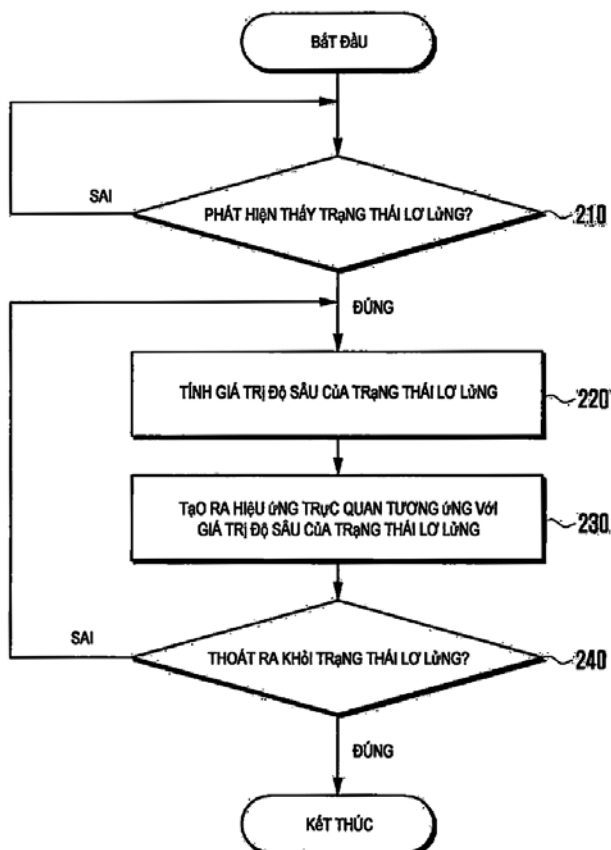 BẮT ĐẦU
SAI
PHÁT HIỆN THẤY TRẠNG THÁI LƠ LỬNG?
210
ĐÚNG
TÍNH GIÁ TRỊ ĐỘ SÂU CỦA TRẠNG THÁI LƠ LỬNG
220
TẠO RA HIỆU ỨNG TRỰC QUAN TƯƠNG ỨNG VỚI
GIÁ TRỊ ĐỘ SÂU CỦA TRẠNG THÁI LƠ LỬNG
230
SAI
THOÁT RA KHỎI TRẠNG THÁI LƠ LỬNG?
240
ĐÚNG
KẾT THÚC